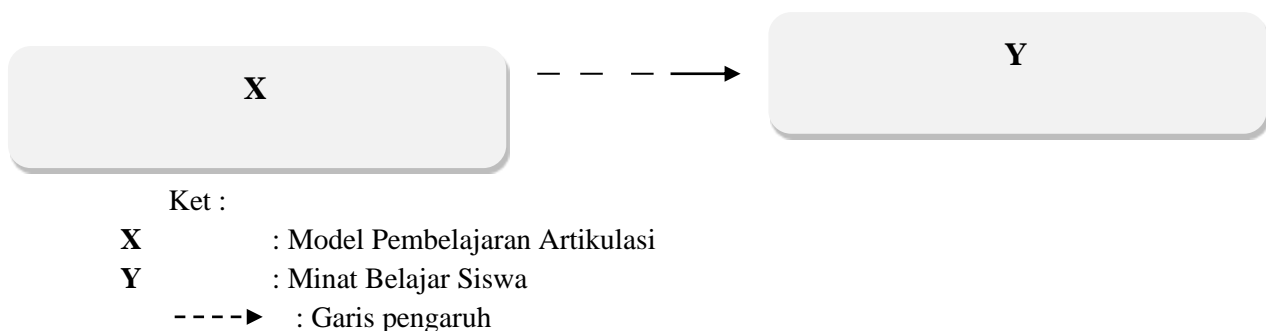 Y
X
Ket :
X : Model Pembelajaran Artikulasi
Y : Minat Belajar Siswa
: Garis pengaruh